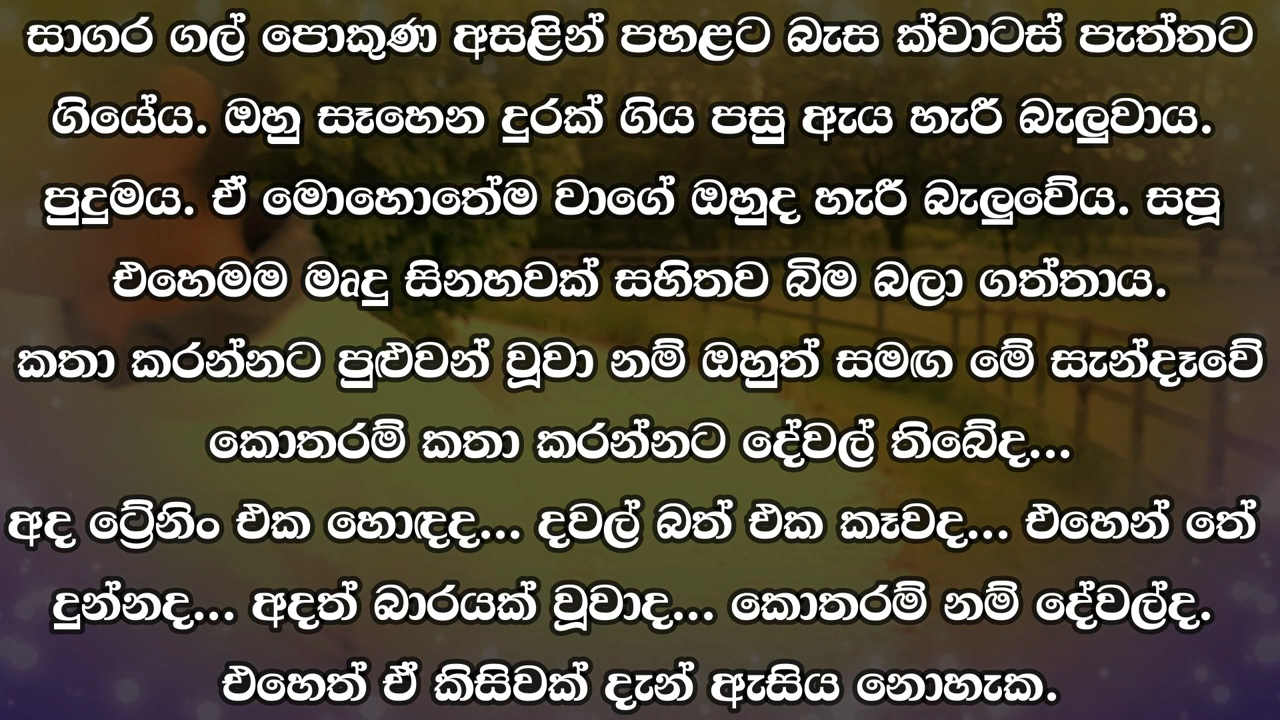 සාගර ගල් පොකුණ අසළින් පහළට බැස ක්වාටස් පැත්තට
ගියේය. ඔහු සෑහෙන දුරක් ගිය පසු ඇය හැරී බැලුවාය.
පුදුමය. ඒ මොහොතේම වාගේ ඔහුද හැරී බැලුවේය. සපූ
එහෙමම මෘදු සිනහවක් සහිතව බිම බලා ගත්තාය.
කතා කරන්නට පුළුවන් වූවා නම් ඔහුත් සමඟ මේ සැන්දෑවේ
කොතරම් කතා කරන්නට දේවල් තිබේද...
අද ට්‍රේනිං එක හොඳද... දවල් බත් එක කෑවද... එහෙන් තේ
දුන්නද... අදත් බාරයක් වූවාද... කොතරම් නම් දේවල්ද.
එහෙත් ඒ කිසිවක් දැන් ඇසිය නොහැක.